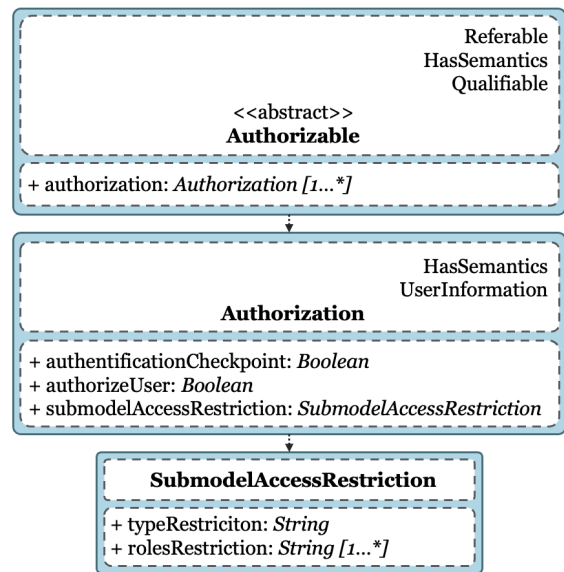 Referable
HasSemantics
Qualifiable
<<abstract>>
Authorizable
+ authorization: Authorization [1...*]
HasSemantics
UserInformation
Authorization
+ authentificationCheckpoint: Boolean
+ authorizeUser: Boolean
+ submodelAccessRestriction: SubmodelAccessRestriction
SubmodelAccessRestriction
+ typeRestriciton: String
+ rolesRestriction: String [1...*]